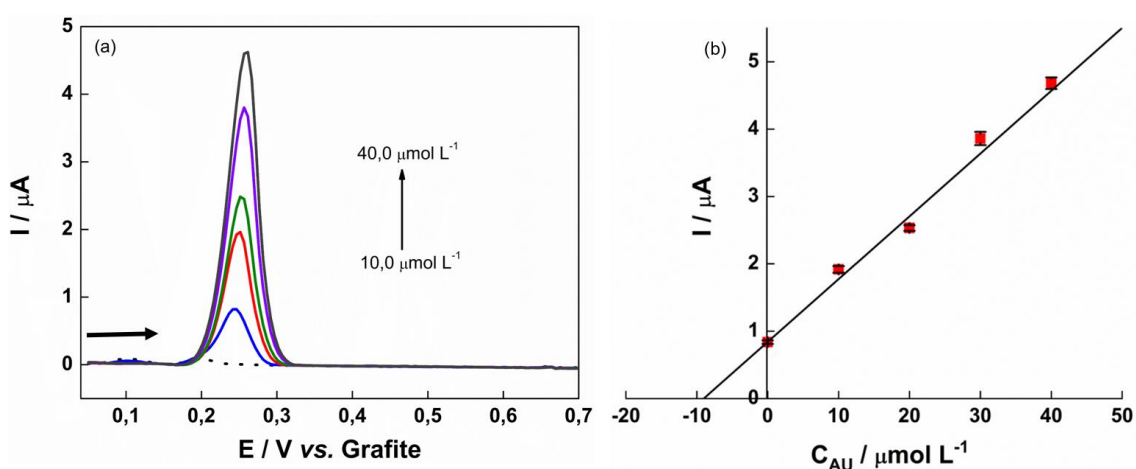 (a)
5
4
3
2
1
0
I / µA
40,0 µmol L⁻¹
10,0 µmol L⁻¹
0,1 0,2 0,3 0,4 0,5 0,6 0,7
E / V vs. Grafite
(b)
5
4
3
2
1
0
I / µA
-20 -10 0 10 20 30 40 50
C_AU / µmol L⁻¹